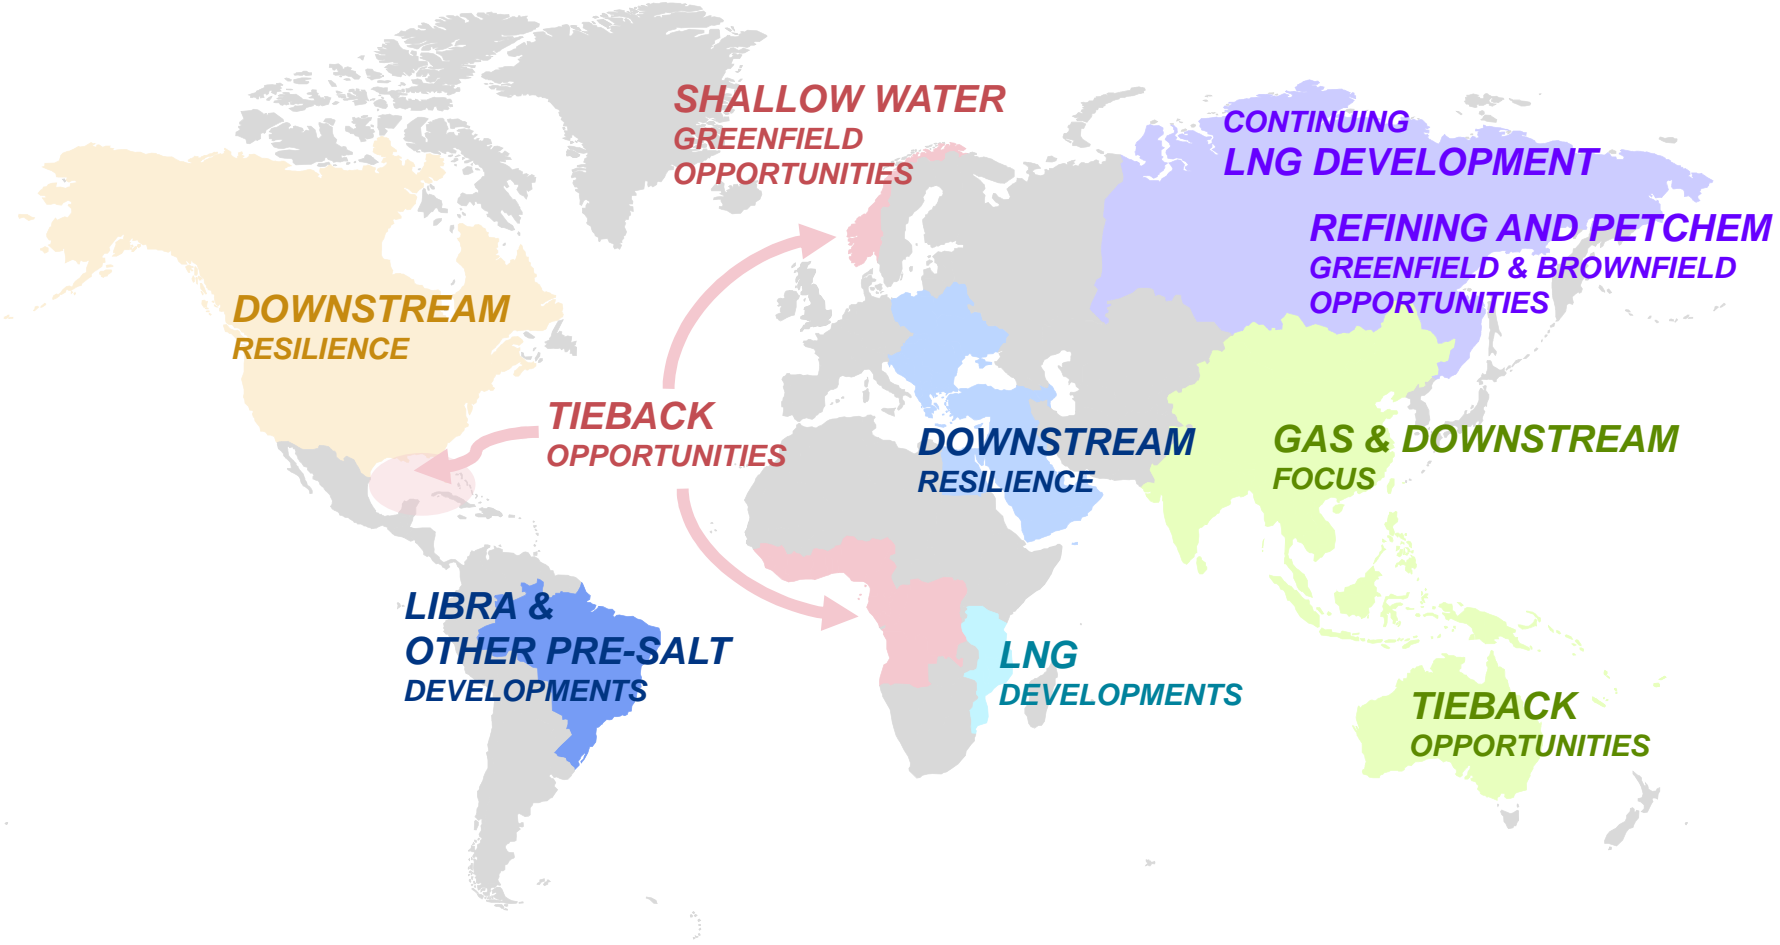 SHALLOW WATER
GREENFIELD
OPPORTUNITIES
CONTINUING
LNG DEVELOPMENT
REFINING AND PETCHEM
GREENFIELD & BROWNFIELD
OPPORTUNITIES
DOWNSTREAM
RESILIENCE
TIEBACK
OPPORTUNITIES
DOWNSTREAM
RESILIENCE
GAS & DOWNSTREAM
FOCUS
LIBRA &
OTHER PRE-SALT
DEVELOPMENTS
LNG
DEVELOPMENTS
TIEBACK
OPPORTUNITIES